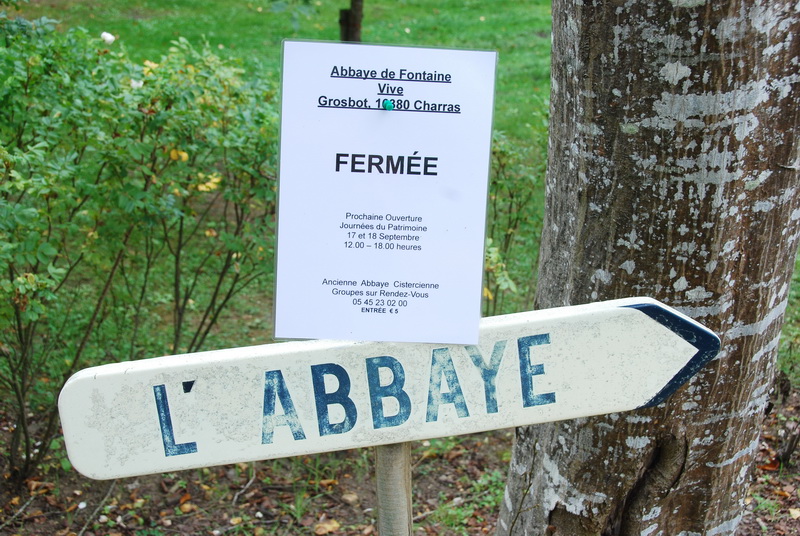 Abbaye de Fontaine
Vive
Grosbot, 16380 Charras
FERMÉE
Prochaine Ouverture
Journées du Patrimoine
17 et 18 Septembre
12.00 – 18.00 heures
Ancienne Abbaye Cistercienne
Groupes sur Rendez-Vous
05 45 23 02 00
ENTRÉE € 5
L'ABBAYE